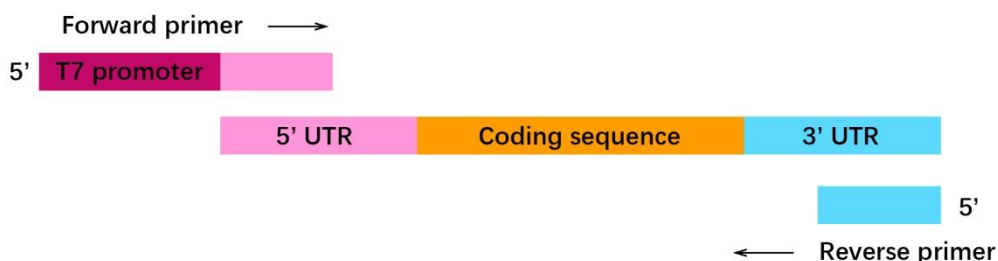 Forward primer
5’ T7 promoter
5’ UTR Coding sequence 3’ UTR
5’
Reverse primer